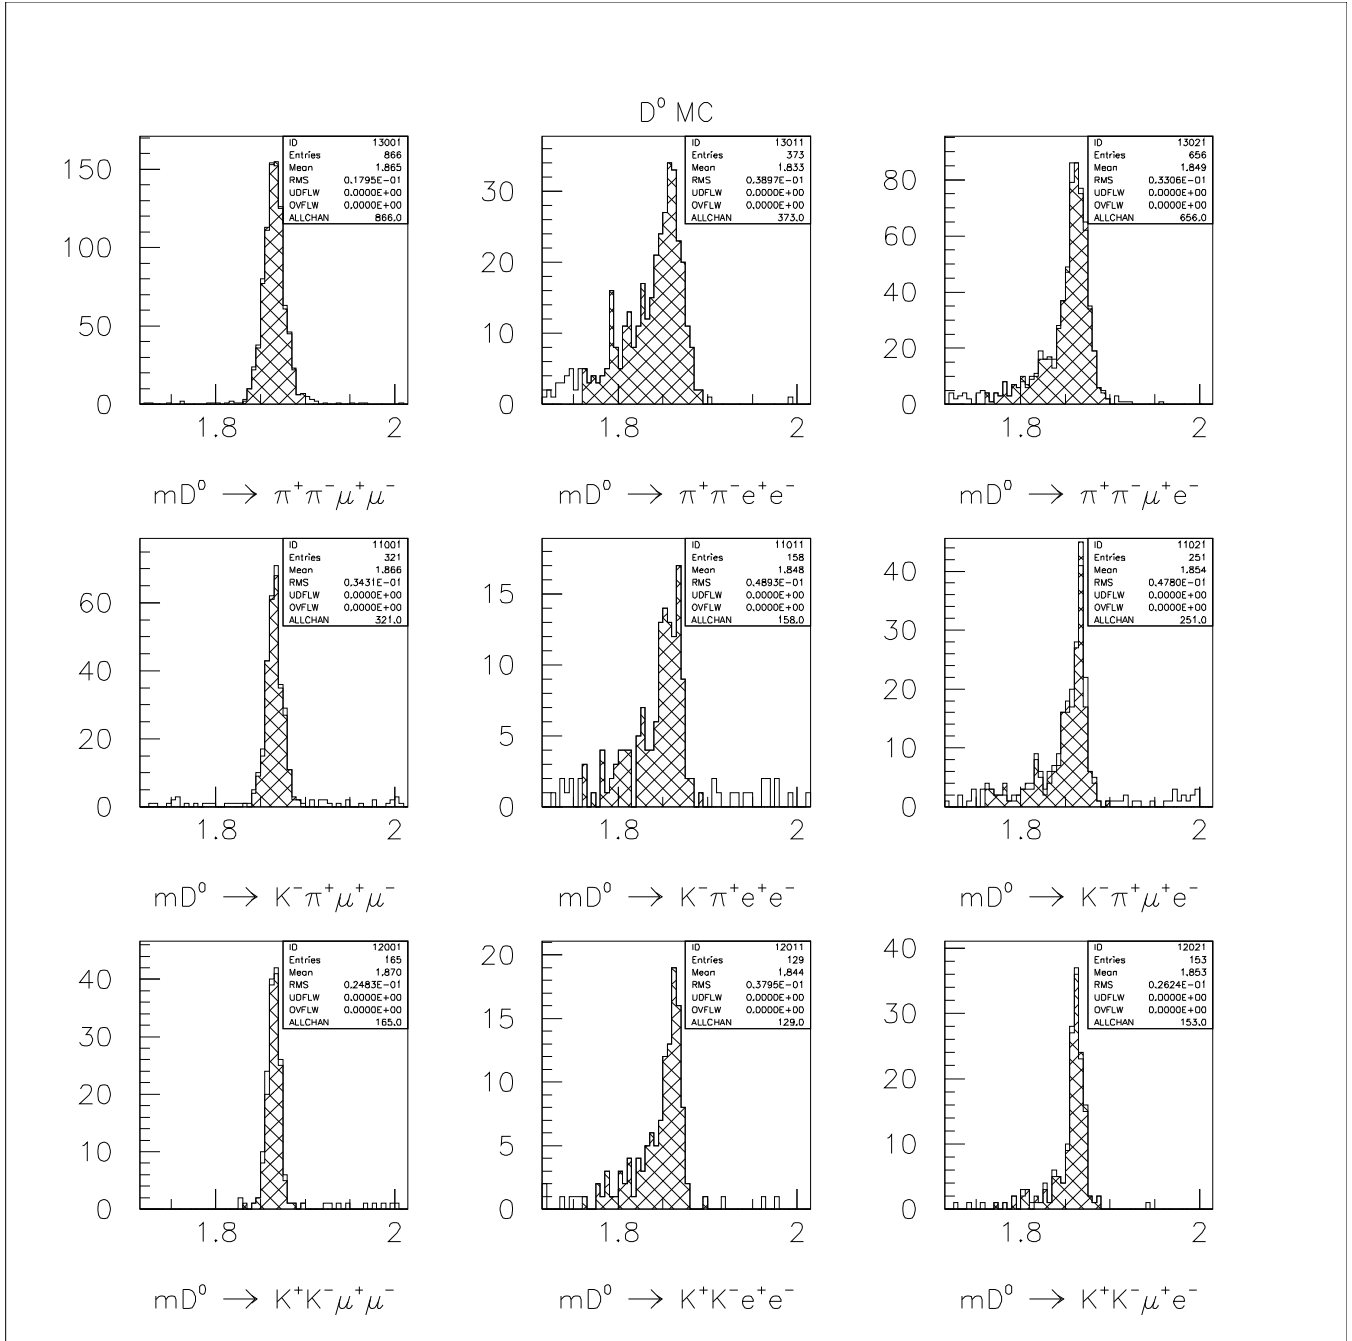 D⁰ MC
ID 13001
Entries 866
Mean 1.865
RMS 0.1795E-01
UDFLW 0.0000E+00
OVFLW 0.0000E+00
ALLCHAN 866.0
150
100
50
0
1.8 2
mD⁰ → π⁺π⁻μ⁺μ⁻
ID 13011
Entries 373
Mean 1.833
RMS 0.3897E-01
UDFLW 0.0000E+00
OVFLW 0.0000E+00
ALLCHAN 373.0
30
20
10
0
1.8 2
mD⁰ → π⁺π⁻e⁺e⁻
ID 13021
Entries 656
Mean 1.849
RMS 0.3306E-01
UDFLW 0.0000E+00
OVFLW 0.0000E+00
ALLCHAN 656.0
80
60
40
20
0
1.8 2
mD⁰ → π⁺π⁻μ⁺e⁻
ID 11001
Entries 321
Mean 1.866
RMS 0.3431E-01
UDFLW 0.0000E+00
OVFLW 0.0000E+00
ALLCHAN 321.0
60
40
20
0
1.8 2
mD⁰ → K⁻π⁺μ⁺μ⁻
ID 11011
Entries 158
Mean 1.848
RMS 0.4893E-01
UDFLW 0.0000E+00
OVFLW 0.0000E+00
ALLCHAN 158.0
15
10
5
0
1.8 2
mD⁰ → K⁻π⁺e⁺e⁻
ID 11021
Entries 251
Mean 1.854
RMS 0.4780E-01
UDFLW 0.0000E+00
OVFLW 0.0000E+00
ALLCHAN 251.0
40
30
20
10
0
1.8 2
mD⁰ → K⁻π⁺μ⁺e⁻
ID 12001
Entries 165
Mean 1.870
RMS 0.2483E-01
UDFLW 0.0000E+00
OVFLW 0.0000E+00
ALLCHAN 165.0
40
30
20
10
0
1.8 2
mD⁰ → K⁺K⁻μ⁺μ⁻
ID 12011
Entries 129
Mean 1.844
RMS 0.3795E-01
UDFLW 0.0000E+00
OVFLW 0.0000E+00
ALLCHAN 129.0
20
15
10
5
0
1.8 2
mD⁰ → K⁺K⁻e⁺e⁻
ID 12021
Entries 153
Mean 1.853
RMS 0.2624E-01
UDFLW 0.0000E+00
OVFLW 0.0000E+00
ALLCHAN 153.0
40
30
20
10
0
1.8 2
mD⁰ → K⁺K⁻μ⁺e⁻